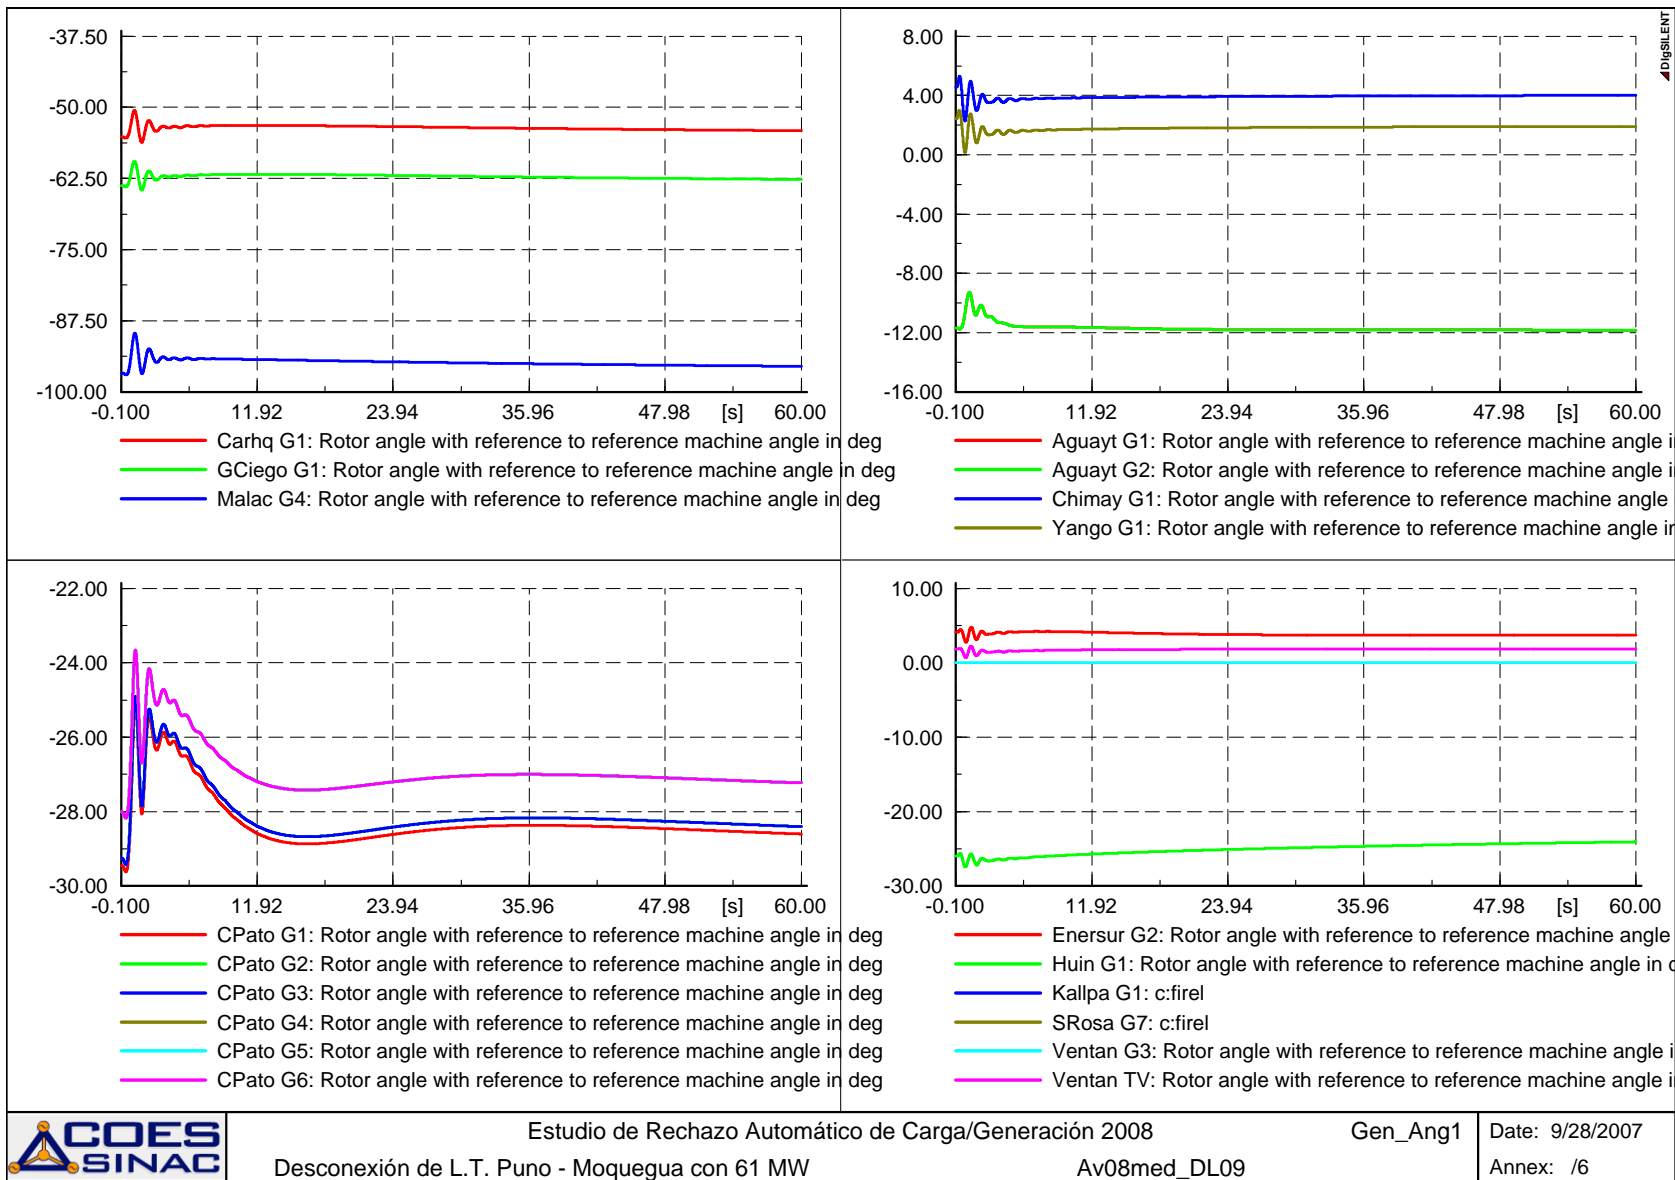 DIgSILENT
-37.50
-50.00
-62.50
-75.00
-87.50
-100.00
-0.100 11.92 23.94 35.96 47.98 [s] 60.00
Carhq G1: Rotor angle with reference to reference machine angle in deg
GCiego G1: Rotor angle with reference to reference machine angle in deg
Malac G4: Rotor angle with reference to reference machine angle in deg
8.00
4.00
0.00
-4.00
-8.00
-12.00
-16.00
-0.100 11.92 23.94 35.96 47.98 [s] 60.00
Aguayt G1: Rotor angle with reference to reference machine angle i
Aguayt G2: Rotor angle with reference to reference machine angle i
Chimay G1: Rotor angle with reference to reference machine angle
Yango G1: Rotor angle with reference to reference machine angle in
-22.00
-24.00
-26.00
-28.00
-30.00
-0.100 11.92 23.94 35.96 47.98 [s] 60.00
CPato G1: Rotor angle with reference to reference machine angle in deg
CPato G2: Rotor angle with reference to reference machine angle in deg
CPato G3: Rotor angle with reference to reference machine angle in deg
CPato G4: Rotor angle with reference to reference machine angle in deg
CPato G5: Rotor angle with reference to reference machine angle in deg
CPato G6: Rotor angle with reference to reference machine angle in deg
10.00
0.00
-10.00
-20.00
-30.00
-0.100 11.92 23.94 35.96 47.98 [s] 60.00
Enersur G2: Rotor angle with reference to reference machine angle
Huin G1: Rotor angle with reference to reference machine angle in d
Kallpa G1: c:firel
SRosa G7: c:firel
Ventan G3: Rotor angle with reference to reference machine angle i
Ventan TV: Rotor angle with reference to reference machine angle i
COES
SINAC
Estudio de Rechazo Automático de Carga/Generación 2008 Gen_Ang1
Desconexión de L.T. Puno - Moquegua con 61 MW Av08med_DL09
Date: 9/28/2007
Annex: /6